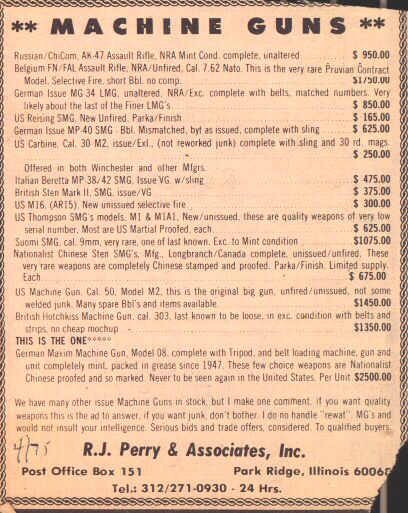 ** MACHINE GUNS **
Russian/ChiCom, AK-47 Assault Rifle, NRA Mint Cond. complete, unaltered $ 950.00
Belgium FN/FAL Assault Rifle, NRA/Unfired, Cal. 7.62 Nato. This is the very rare Pruvian Contract
Model, Selective Fire, short Bbl. no comp. $1750.00
German Issue MG-34 LMG, unaltered, NRA/Exc. complete with belts, matched numbers. Very
likely about the last of the Finer LMG's $ 850.00
US Reising SMG, New Unfired, Parka/Finish $ 165.00
German Issue MP-40 SMG - Bbl. Mismatched, byt as issued, complete with sling $ 625.00
US Carbine, Cal. 30 M2, issue/Exl., (not reworked junk) complete with sling and 30 rd. mags.
$ 250.00
Offered in both Winchester and other Mfgrs.
Italian Beretta MP-38/42 SMG, Issue VG, w/sling $ 475.00
British Sten Mark II, SMG, issue/VG $ 375.00
US M16, (AR15), New unissued selective fire $ 300.00
US Thompson SMG's models, M1 & M1A1, New/unissued, these are quality weapons of very low
serial number. Most are US Martial Proofed, each $ 625.00
Suomi SMG, cal. 9mm, very rare, one of last known. Exc. to Mint condition $1075.00
Nationalist Chinese Sten SMG's, Mfg., Longbranch/Canada complete, unissued/unfired. These
very rare weapons are completely Chinese stamped and proofed. Parka/Finish. Limited supply.
Each $ 675.00
US Machine Gun, Cal. 50, Model M2, this is the original big gun, unfired/unissued, not some
welded junk. Many spare Bbl's and items available. $1450.00
British Hotchkiss Machine Gun, cal. 303, last known to be loose, in exc. condition with belts and
strips, no cheap mochup $1350.00
THIS IS THE ONE*****
German Maxim Machine Gun, Model 08, complete with Tripod, and belt loading machine, gun and
unit completely mint, packed in grease since 1947. These few choice weapons are Nationalist
Chinese proofed and so marked. Never to be seen again in the United States. Per Unit $2500.00
We have many other issue Machine Guns in stock, but I make one comment, if you want quality
weapons this is the ad to answer, if you want junk, don't bother. I do no handle "rewat". MG's and
would not insult your intelligence. Serious bids and trade offers, considered. To qualified buyers.
4/75
R.J. Perry & Associates, Inc.
Post Office Box 151 Park Ridge, Illinois 60068
Tel.: 312/271-0930 - 24 Hrs.